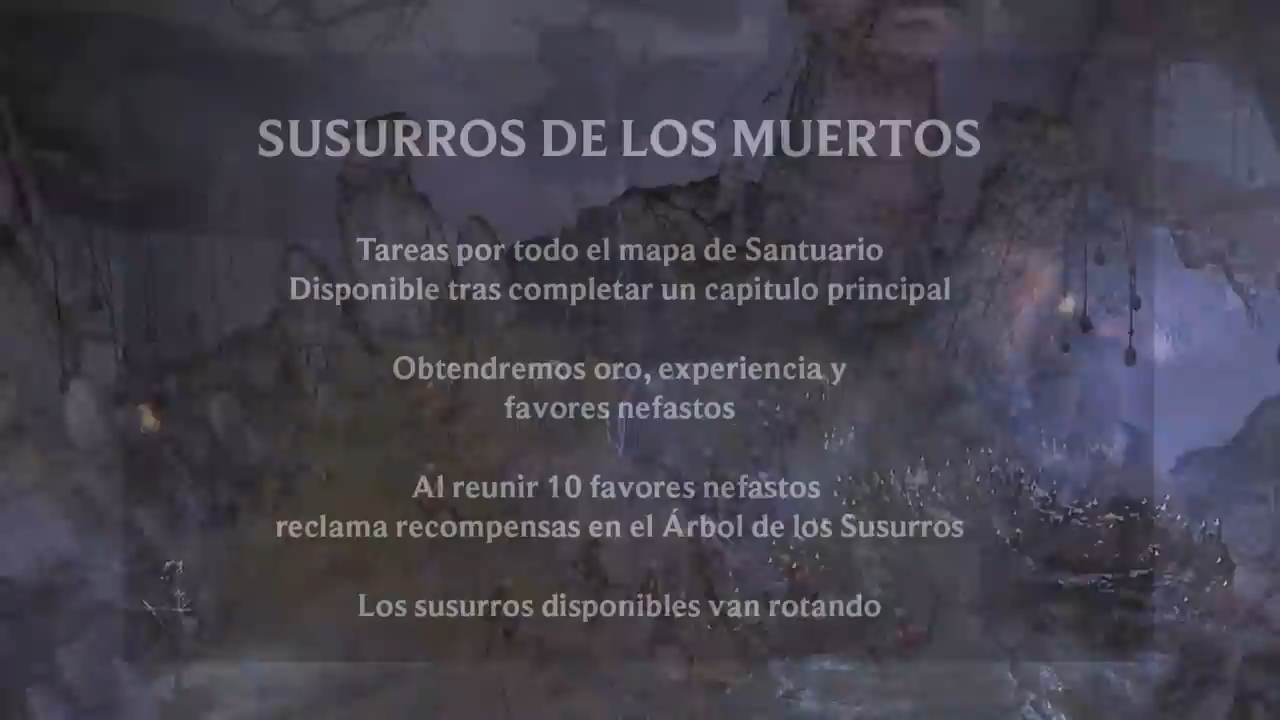 SUSURROS DE LOS MUERTOS
Tareas por todo el mapa de Santuario
Disponible tras completar un capitulo principal
Obtendremos oro, experiencia y
favores nefastos
Al reunir 10 favores nefastos
reclama recompensas en el Árbol de los Susurros
Los susurros disponibles van rotando